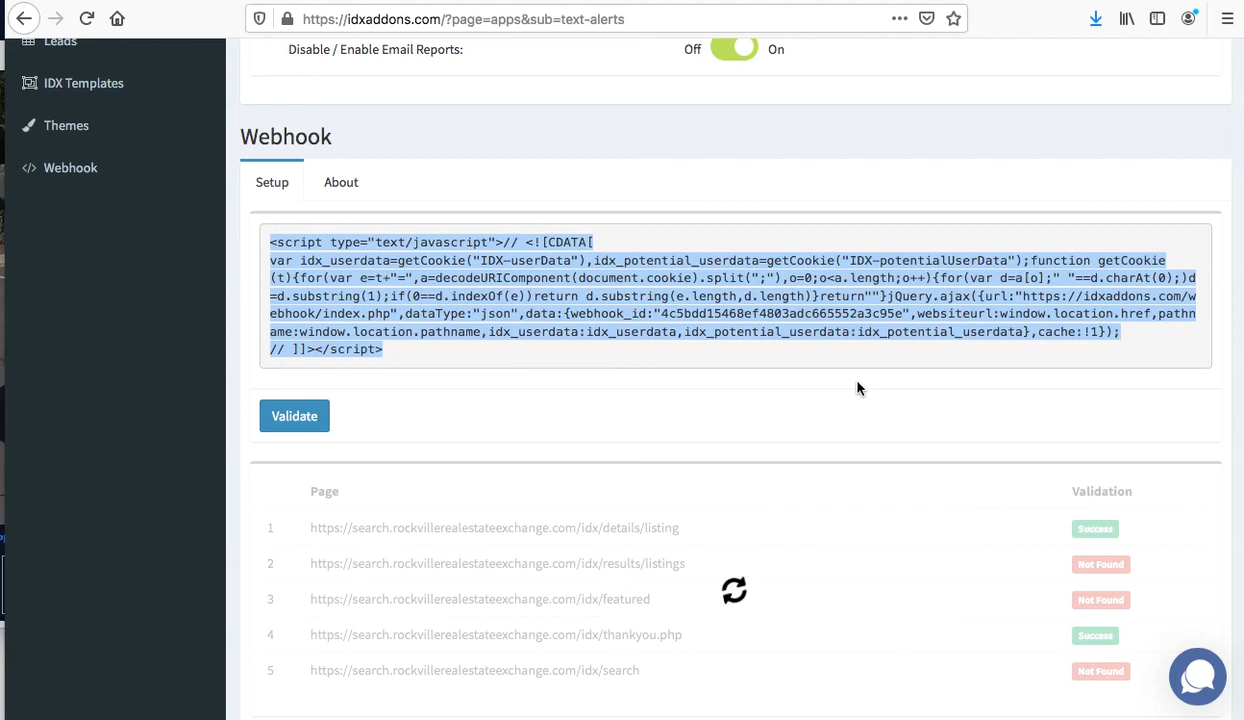 https://idxaddons.com/?page=apps&sub=text-alerts
Leads
IDX Templates
Themes
Webhook
Disable / Enable Email Reports:
Off
On
Webhook
Setup
About
<script type="text/javascript">// <![CDATA[
var idx_userdata=getCookie("IDX-userData"),idx_potential_userdata=getCookie("IDX-potentialUserData");function getCookie
(t){for(var e=t+"=",a=decodeURIComponent(document.cookie).split(";"),o=0;o<a.length;o++){for(var d=a[o];" "==d.charAt(0);)d
=d.substring(1);if(0==d.indexOf(e))return d.substring(e.length,d.length)}return""}jQuery.ajax({url:"https://idxaddons.com/w
ebhook/index.php",dataType:"json",data:{webhook_id:"4c5bdd15468ef4803adc665552a3c95e",websiteurl:window.location.href,pathn
ame:window.location.pathname,idx_userdata:idx_userdata,idx_potential_userdata:idx_potential_userdata},cache:!1});
// ]]></script>
Validate
Page
Validation
1 https://search.rockvillerealestateexchange.com/idx/details/listing Success
2 https://search.rockvillerealestateexchange.com/idx/results/listings Not Found
3 https://search.rockvillerealestateexchange.com/idx/featured Not Found
4 https://search.rockvillerealestateexchange.com/idx/thankyou.php Success
5 https://search.rockvillerealestateexchange.com/idx/search Not Found